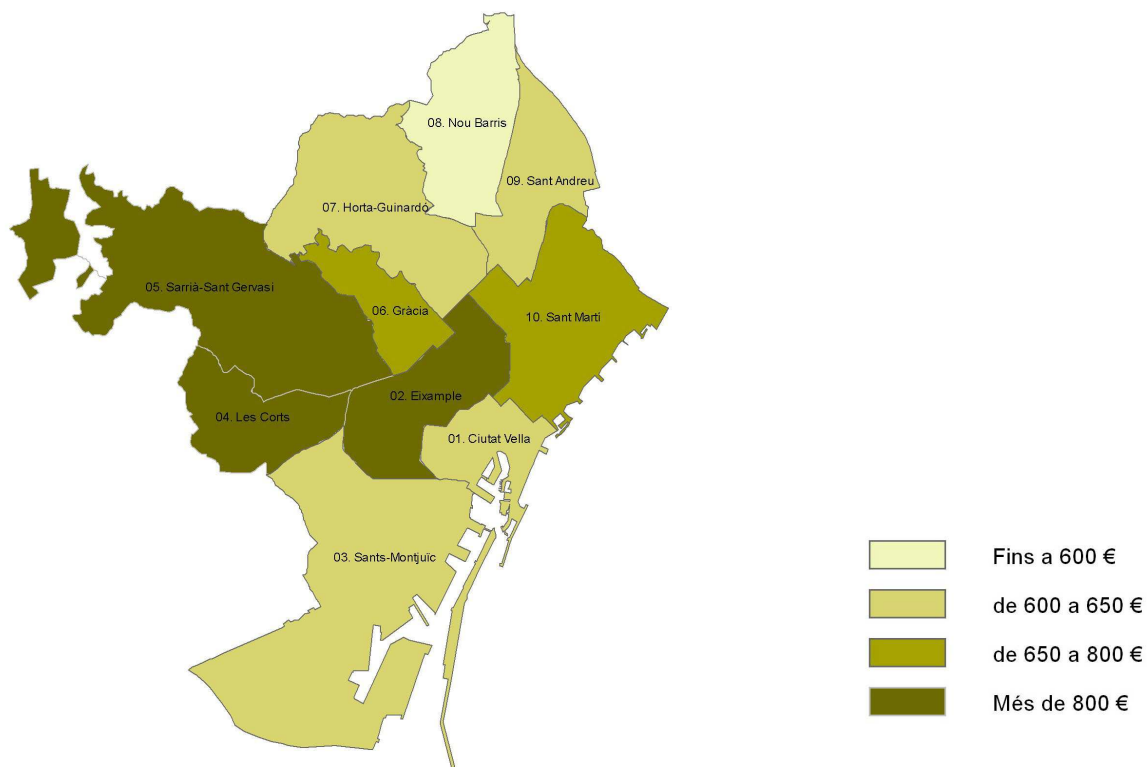 08. Nou Barris
09. Sant Andreu
07. Horta-Guinardó
05. Sarrià-Sant Gervasi
06. Gràcia
10. Sant Martí
02. Eixample
04. Les Corts
01. Ciutat Vella
03. Sants-Montjuïc
Fins a 600 €
de 600 a 650 €
de 650 a 800 €
Més de 800 €